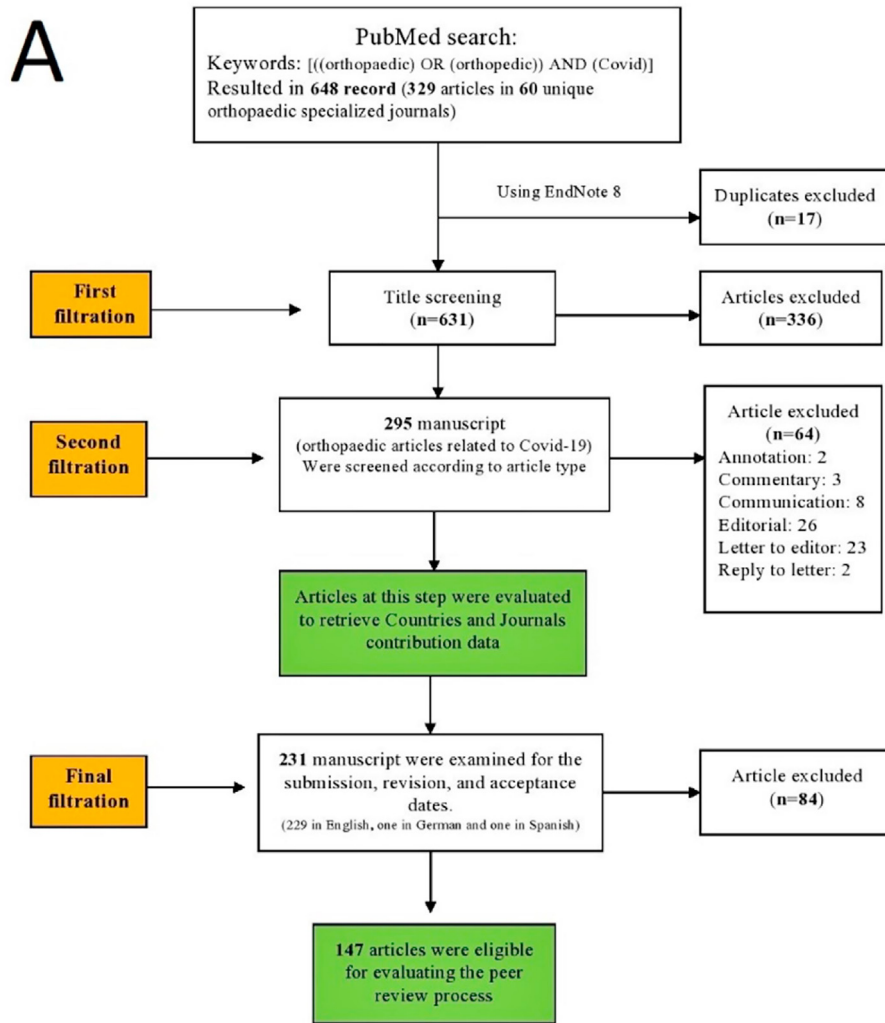 A
PubMed search:
Keywords: [((orthopaedic) OR (orthopedic)) AND (Covid)]
Resulted in 648 record (329 articles in 60 unique
orthopaedic specialized journals)
Using EndNote 8
Duplicates excluded
(n=17)
First
filtration
Title screening
(n=631)
Articles excluded
(n=336)
Second
filtration
295 manuscript
(orthopaedic articles related to Covid-19)
Were screened according to article type
Article excluded
(n=64)
Annotation: 2
Commentary: 3
Communication: 8
Editorial: 26
Letter to editor: 23
Reply to letter: 2
Articles at this step were evaluated
to retrieve Countries and Journals
contribution data
Final
filtration
231 manuscript were examined for the
submission, revision, and acceptance
dates.
(229 in English, one in German and one in Spanish)
Article excluded
(n=84)
147 articles were eligible
for evaluating the peer
review process